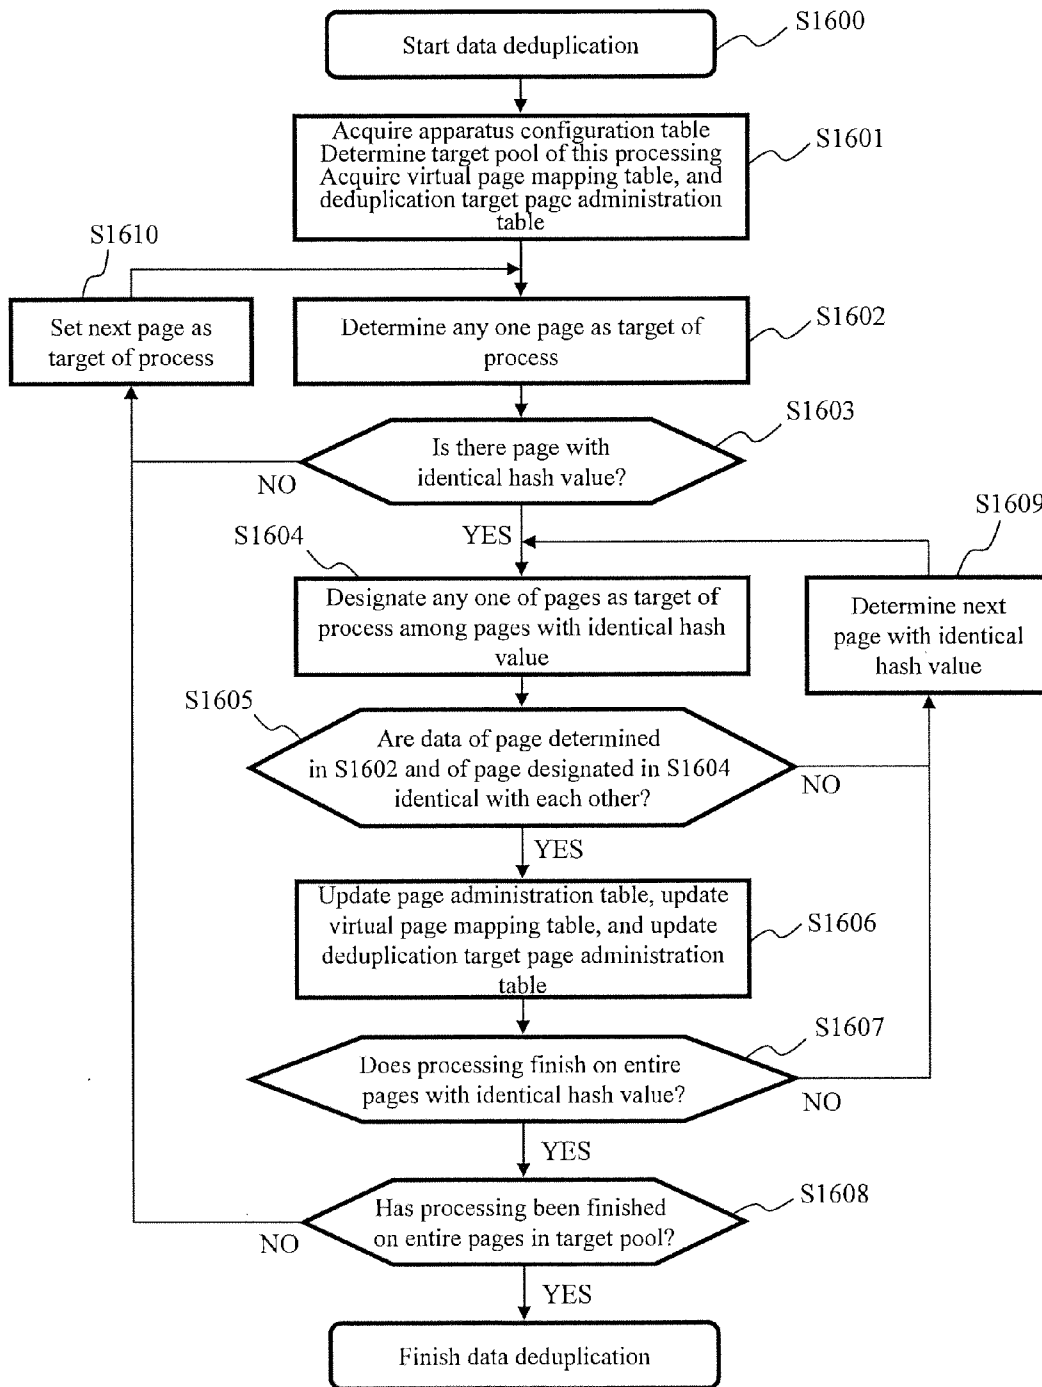 Start data deduplication
S1600
Acquire apparatus configuration table
Determine target pool of this processing
Acquire virtual page mapping table, and
deduplication target page administration
table
S1601
S1610
Set next page as
target of process
Determine any one page as target of
process
S1602
S1603
Is there page with
identical hash value?
NO
YES
S1609
S1604
Designate any one of pages as target of
process among pages with identical hash
value
Determine next
page with identical
hash value
S1605
Are data of page determined
in S1602 and of page designated in S1604
identical with each other?
NO
YES
Update page administration table, update
virtual page mapping table, and update
deduplication target page administration
table
S1606
S1607
Does processing finish on entire
pages with identical hash value?
NO
YES
S1608
Has processing been finished
on entire pages in target pool?
NO
YES
Finish data deduplication